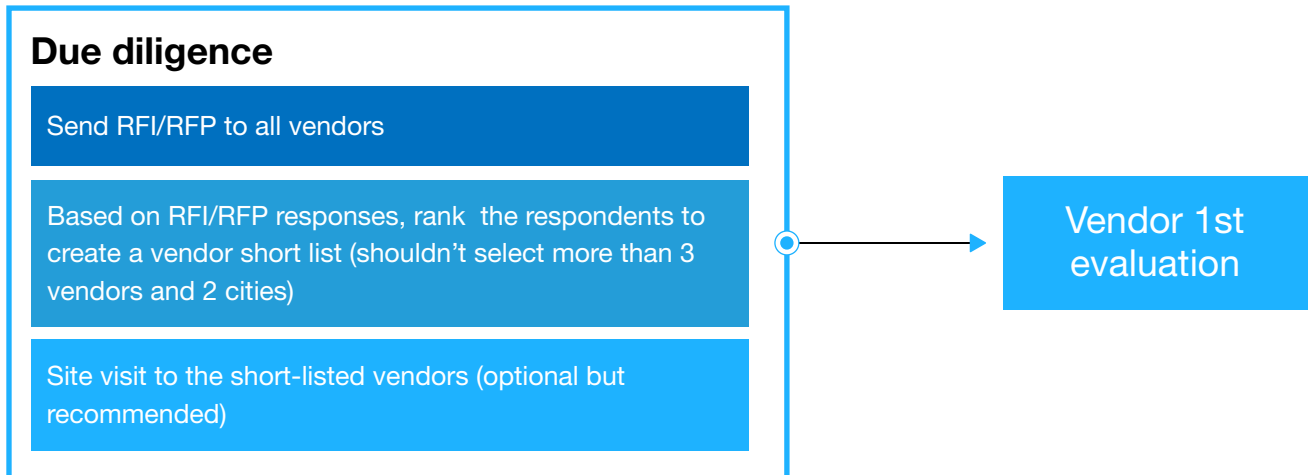 Due diligence
Send RFI/RFP to all vendors
Based on RFI/RFP responses, rank  the respondents to
create a vendor short list (shouldn’t select more than 3
vendors and 2 cities)
Site visit to the short-listed vendors (optional but
recommended)
Vendor 1st
evaluation